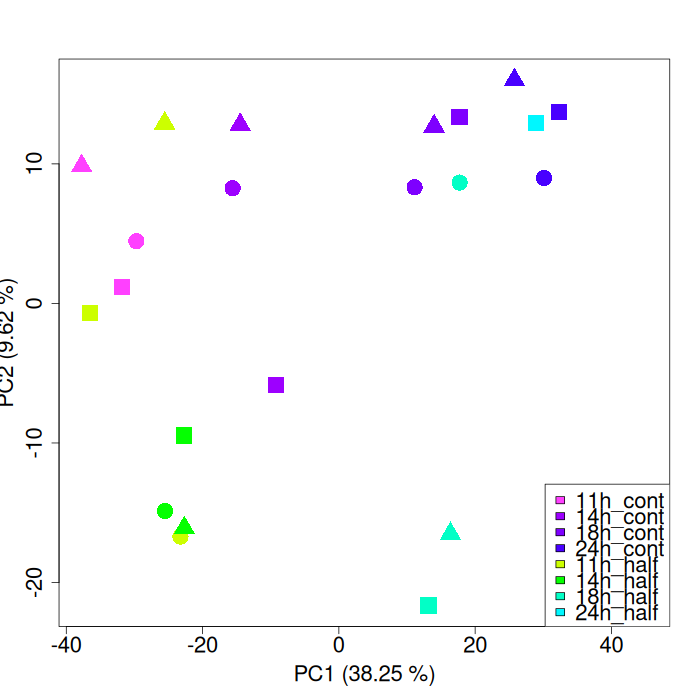 10
0
-10
-20
PC2 (9.62 %)
-40
-20
0
20
40
PC1 (38.25 %)
11h_cont
14h_cont
18h_cont
24h_cont
11h_half
14h_half
18h_half
24h_half